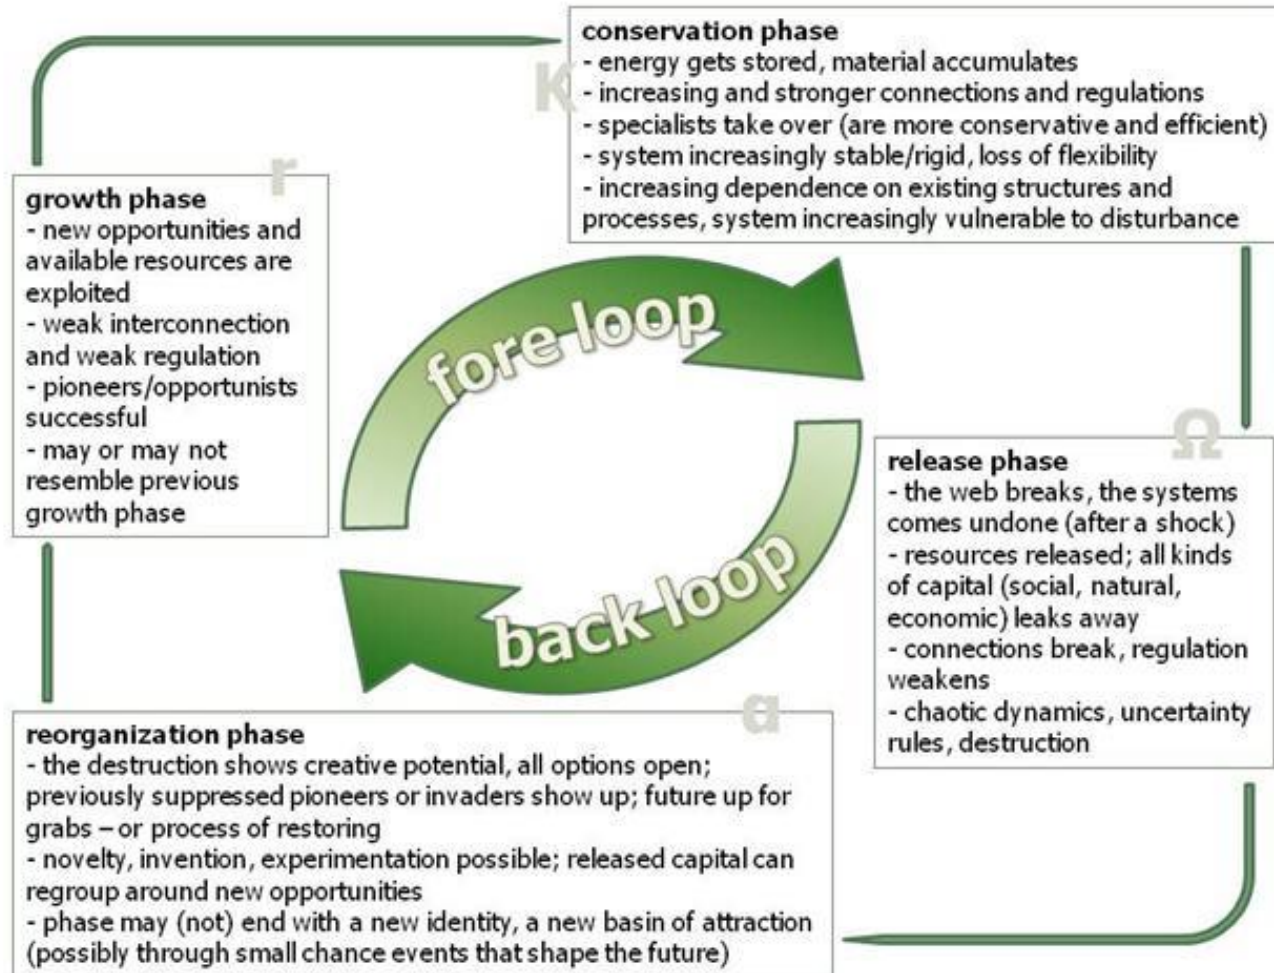 conservation phase
- energy gets stored, material accumulates
- increasing and stronger connections and regulations
- specialists take over (are more conservative and efficient)
- system increasingly stable/rigid, loss of flexibility
- increasing dependence on existing structures and
processes, system increasingly vulnerable to disturbance
K
r
growth phase
- new opportunities and
available resources are
exploited
- weak interconnection
and weak regulation
- pioneers/opportunists
successful
- may or may not
resemble previous
growth phase
fore loop
back loop
Ω
release phase
- the web breaks, the systems
comes undone (after a shock)
- resources released; all kinds
of capital (social, natural,
economic) leaks away
- connections break, regulation
weakens
- chaotic dynamics, uncertainty
rules, destruction
α
reorganization phase
- the destruction shows creative potential, all options open;
previously suppressed pioneers or invaders show up; future up for
grabs – or process of restoring
- novelty, invention, experimentation possible; released capital can
regroup around new opportunities
- phase may (not) end with a new identity, a new basin of attraction
(possibly through small chance events that shape the future)